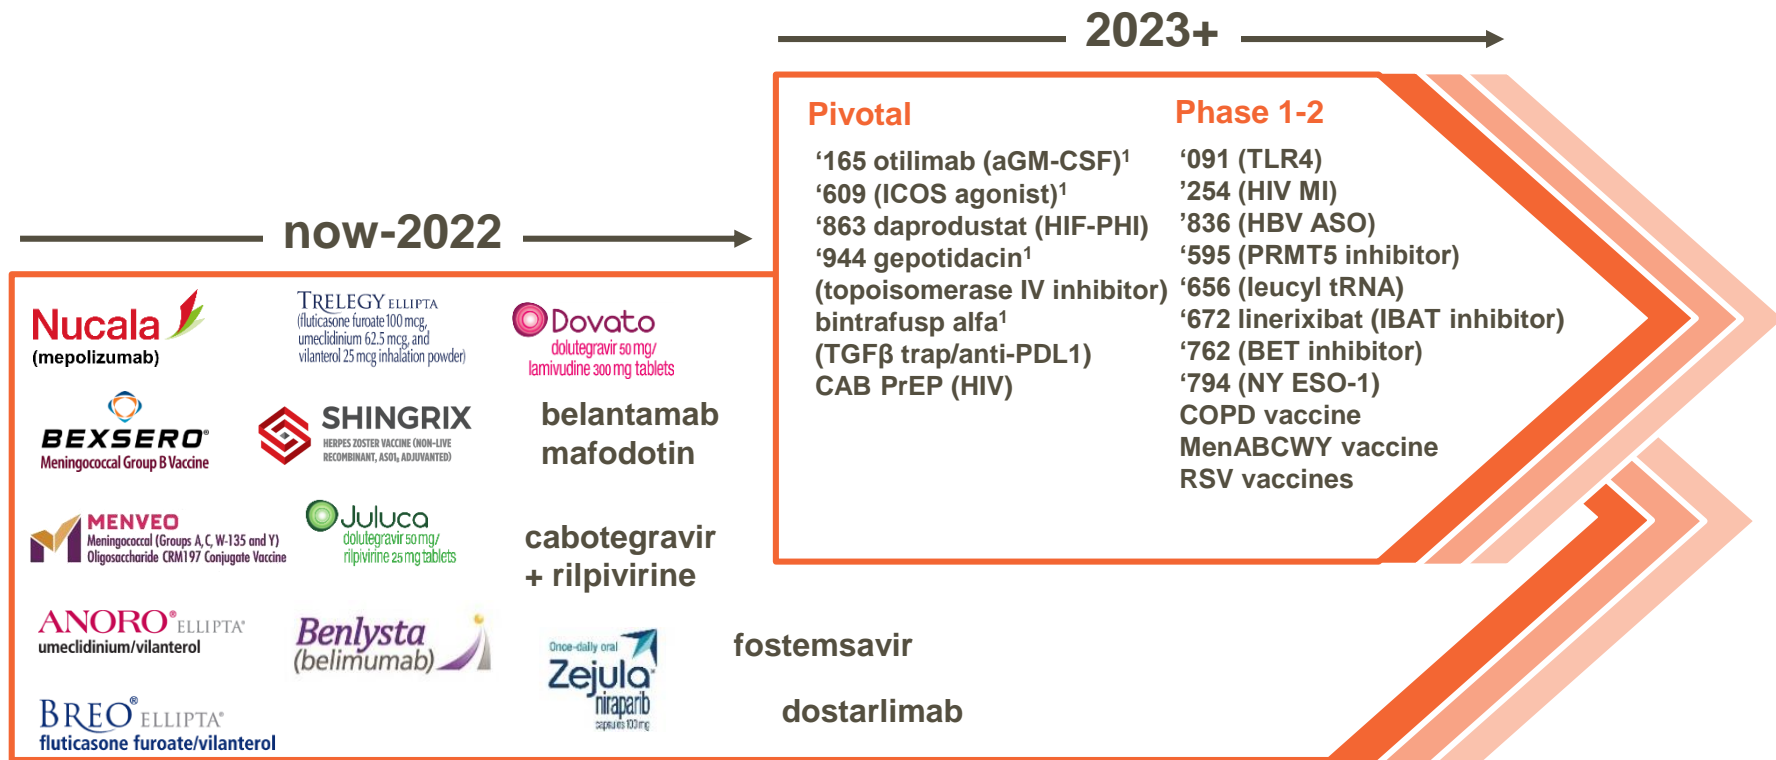 2023+
Pivotal
‘165 otilimab (aGM-CSF)¹
‘609 (ICOS agonist)¹
‘863 daprodustat (HIF-PHI)
‘944 gepotidacin¹
(topoisomerase IV inhibitor)
bintrafusp alfa¹
(TGFβ trap/anti-PDL1)
CAB PrEP (HIV)
Phase 1-2
‘091 (TLR4)
’254 (HIV MI)
’836 (HBV ASO)
‘595 (PRMT5 inhibitor)
‘656 (leucyl tRNA)
‘672 linerixibat (IBAT inhibitor)
‘762 (BET inhibitor)
‘794 (NY ESO-1)
COPD vaccine
MenABCWY vaccine
RSV vaccines
now-2022
Nucala
(mepolizumab)
TRELEGY ELLIPTA
(fluticasone furoate 100 mcg,
umeclidinium 62.5 mcg, and
vilanterol 25 mcg inhalation powder)
Dovato
dolutegravir 50 mg/
lamivudine 300 mg tablets
BEXSERO®
Meningococcal Group B Vaccine
SHINGRIX
HERPES ZOSTER VACCINE (NON-LIVE
RECOMBINANT, AS01B ADJUVANTED)
belantamab
mafodotin
MENVEO
Meningococcal (Groups A, C, W-135 and Y)
Oligosaccharide CRM197 Conjugate Vaccine
Juluca
dolutegravir 50 mg/
rilpivirine 25 mg tablets
cabotegravir
+ rilpivirine
ANORO® ELLIPTA®
umeclidinium/vilanterol
Benlysta
(belimumab)
Once-daily oral
Zejula®
niraparib
capsules 100 mg
fostemsavir
dostarlimab
BREO® ELLIPTA®
fluticasone furoate/vilanterol